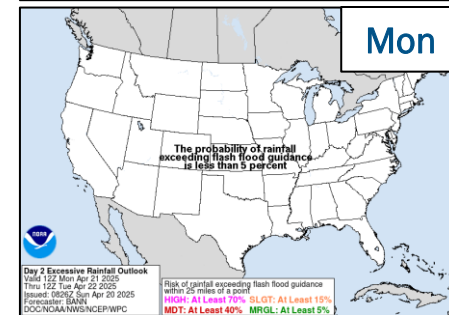 Mon
The probability of rainfall
exceeding flash flood guidance
is less than 5 percent
NOAA
Day 2 Excessive Rainfall Outlook
Valid 12Z Mon Apr 21 2025
Thru 12Z Tue Apr 22 2025
Issued: 0826Z Sun Apr 20 2025
Forecaster: BANN
DOC/NOAA/NWS/NCEP/WPC
Risk of rainfall exceeding flash flood guidance
within 25 miles of a point
HIGH: At Least 70% SLGT: At Least 15%
MDT: At Least 40% MRGL: At Least 5%